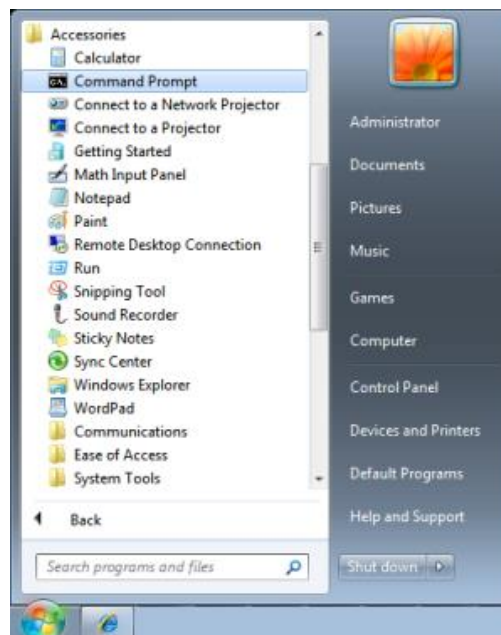 Accessories
Calculator
Command Prompt
Connect to a Network Projector
Connect to a Projector
Getting Started
Math Input Panel
Notepad
Paint
Remote Desktop Connection
Run
Snipping Tool
Sound Recorder
Sticky Notes
Sync Center
Windows Explorer
WordPad
Communications
Ease of Access
System Tools
Back
Search programs and files
Administrator
Documents
Pictures
Music
Games
Computer
Control Panel
Devices and Printers
Default Programs
Help and Support
Shut down